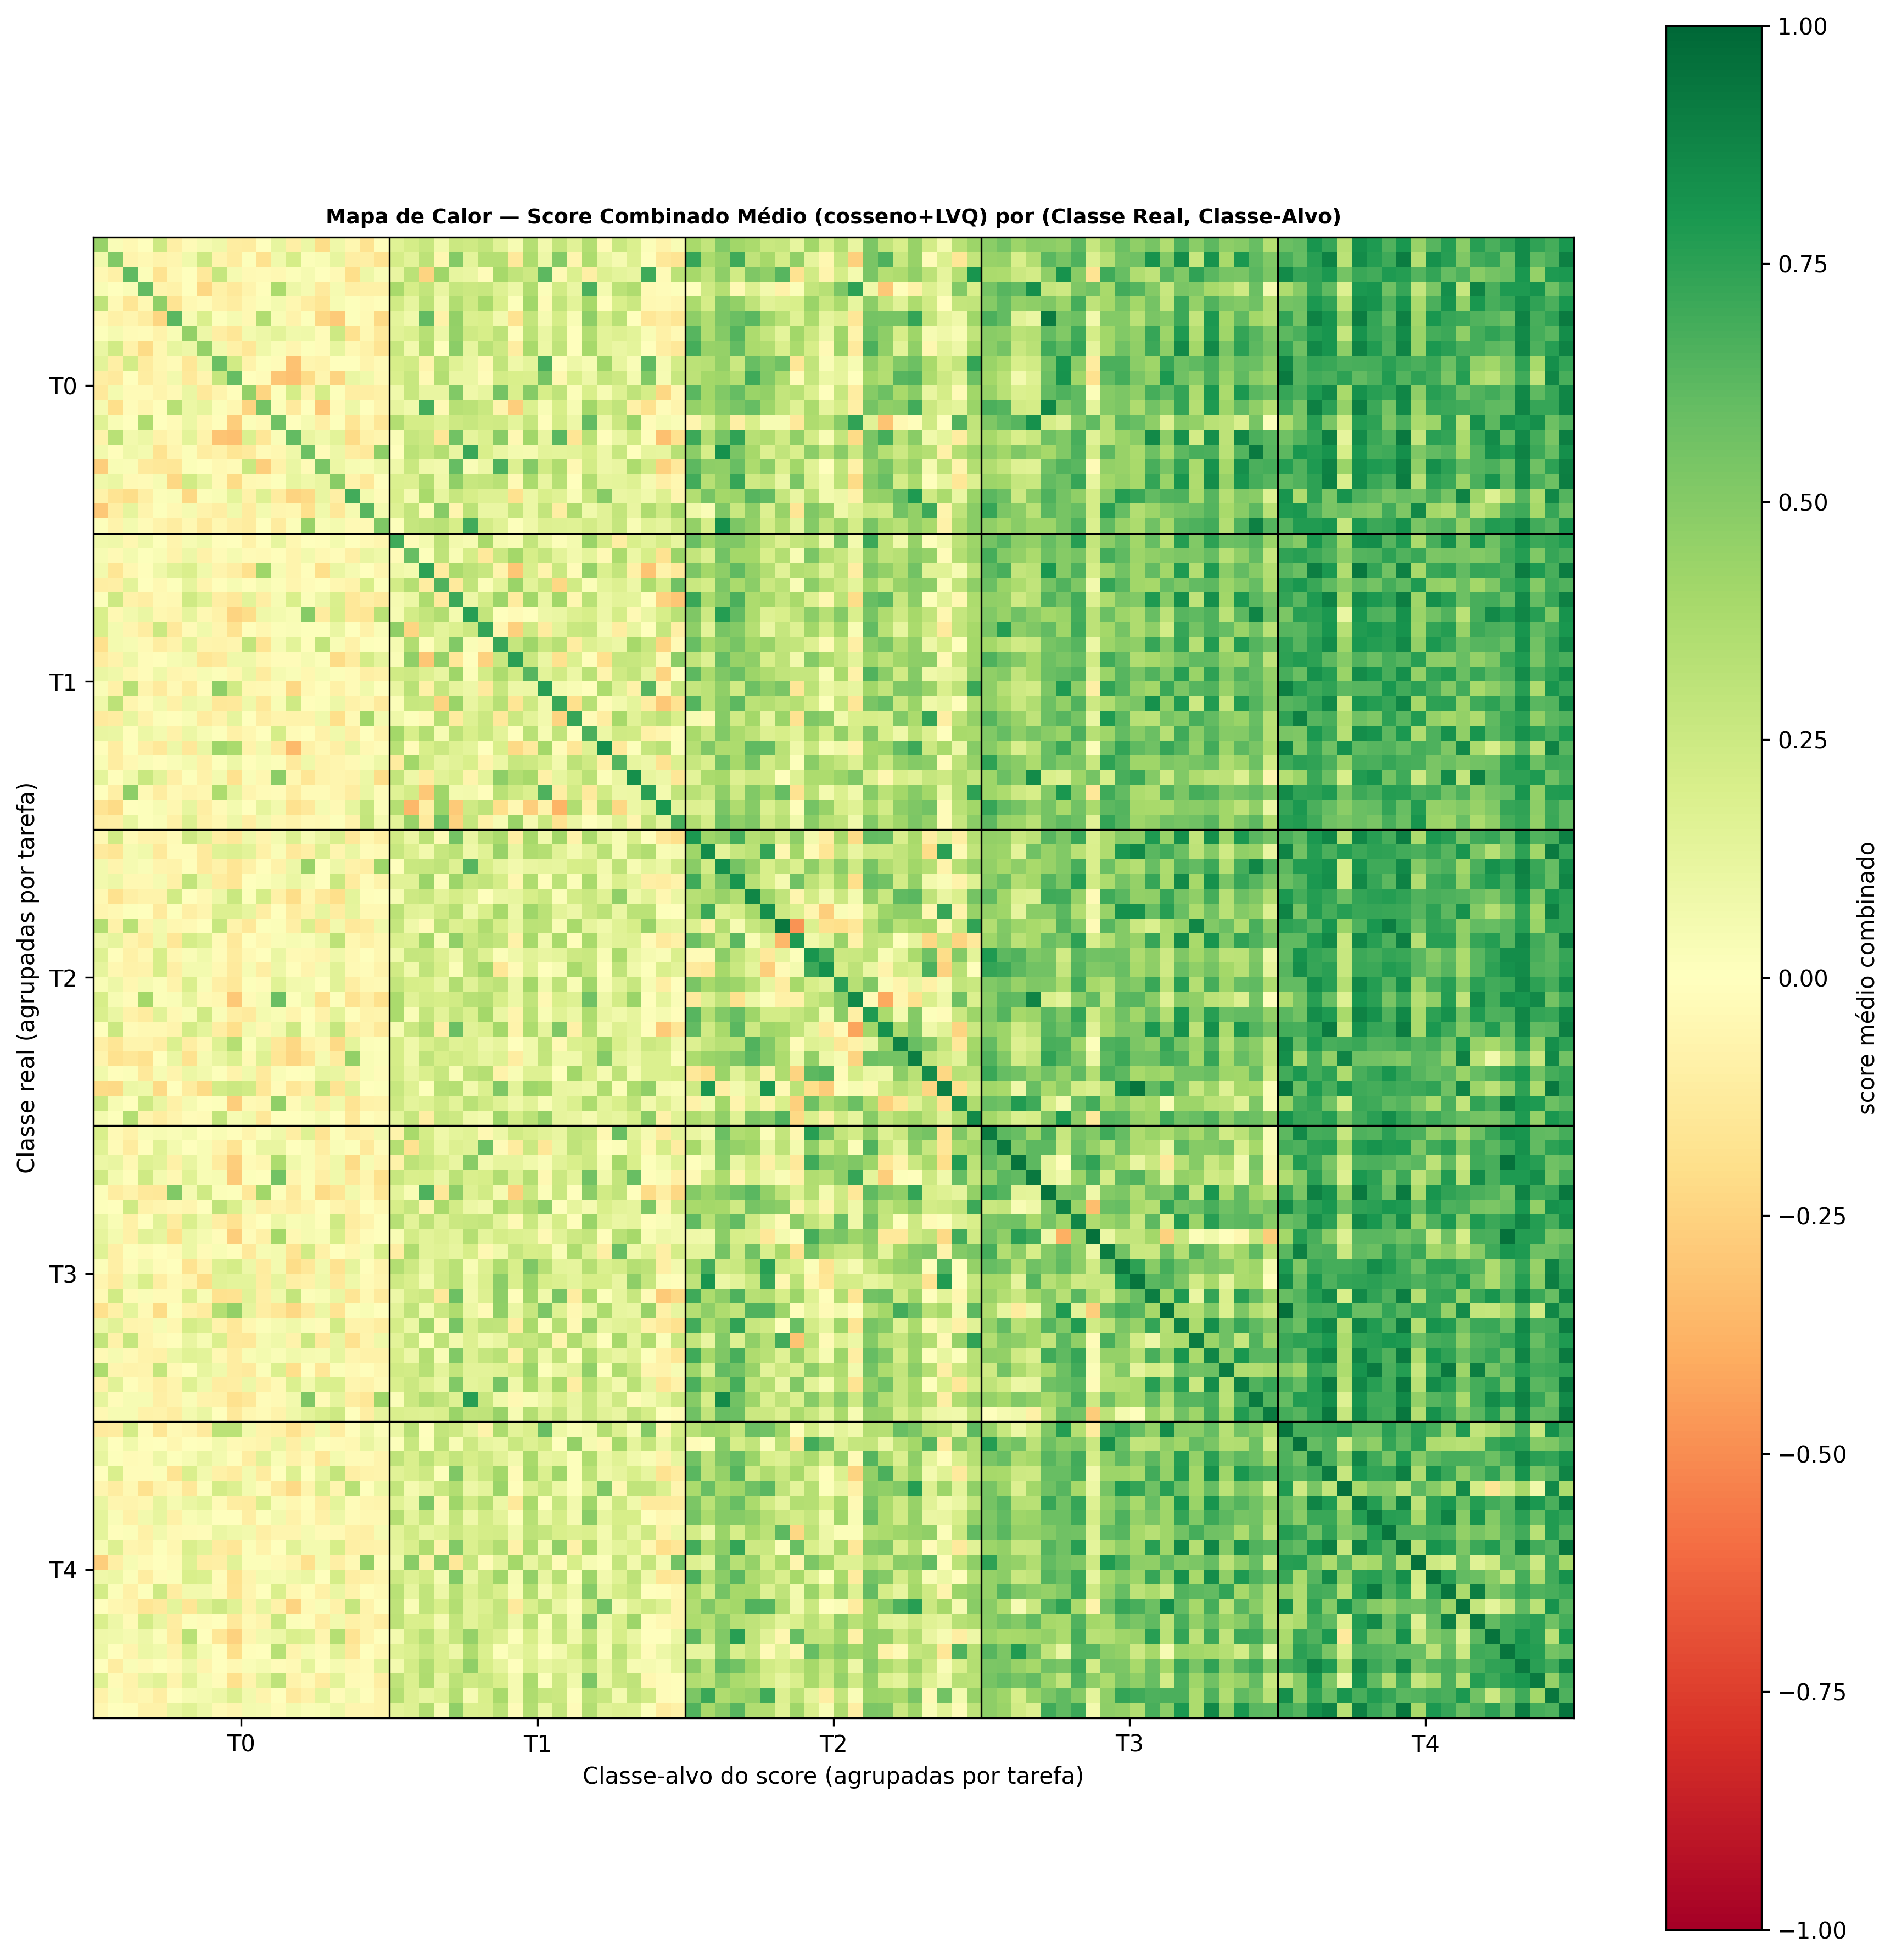 Mapa de Calor — Score Combinado Médio (cosseno+LVQ) por (Classe Real, Classe-Alvo)
Classe real (agrupadas por tarefa)
T0
T1
T2
T3
T4
T0
T1
T2
T3
T4
Classe-alvo do score (agrupadas por tarefa)
1.00
0.75
0.50
0.25
0.00
−0.25
−0.50
−0.75
−1.00
score médio combinado